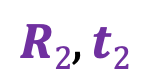 R₂, t₂